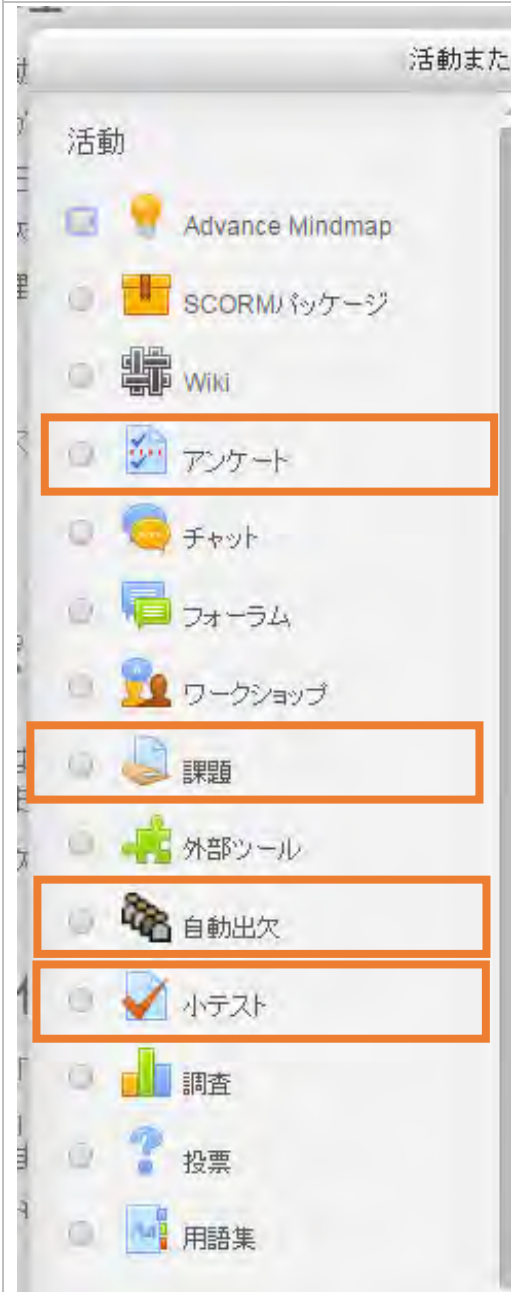 活動また
活動
Advance Mindmap
SCORMパッケージ
Wiki
アンケート
チャット
フォーラム
ワークショップ
課題
外部ツール
自動出欠
小テスト
調査
投票
用語集